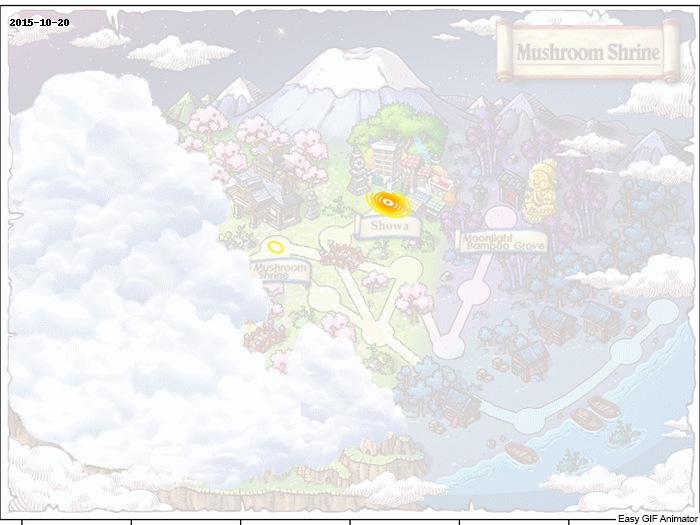 2015-10-20
Mushroom Shrine
Showa
Moonlight
Bamboo Grove
Mushroom
Shrine
Easy GIF Animator